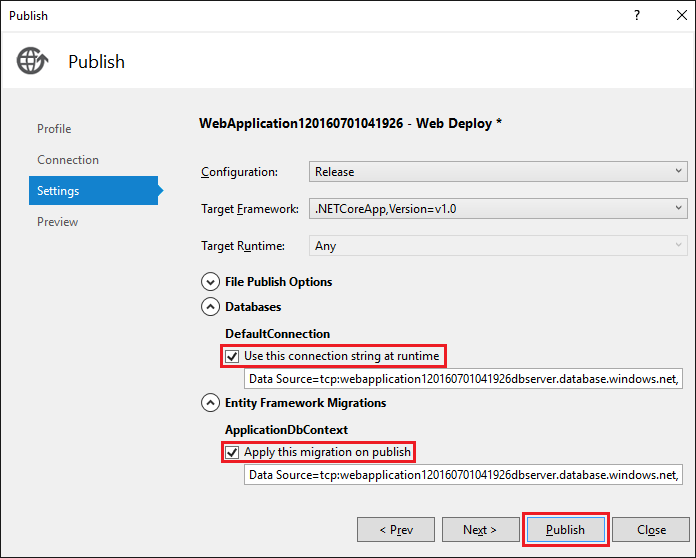 Publish
?
Publish
Profile
Connection
Settings
Preview
WebApplication120160701041926 - Web Deploy *
Configuration: Release
Target Framework: .NETCoreApp,Version=v1.0
Target Runtime: Any
File Publish Options
Databases
DefaultConnection
Use this connection string at runtime
Data Source=tcp:webapplication120160701041926dbserver.database.windows.net,
Entity Framework Migrations
ApplicationDbContext
Apply this migration on publish
Data Source=tcp:webapplication120160701041926dbserver.database.windows.net,
< Prev Next > Publish Close